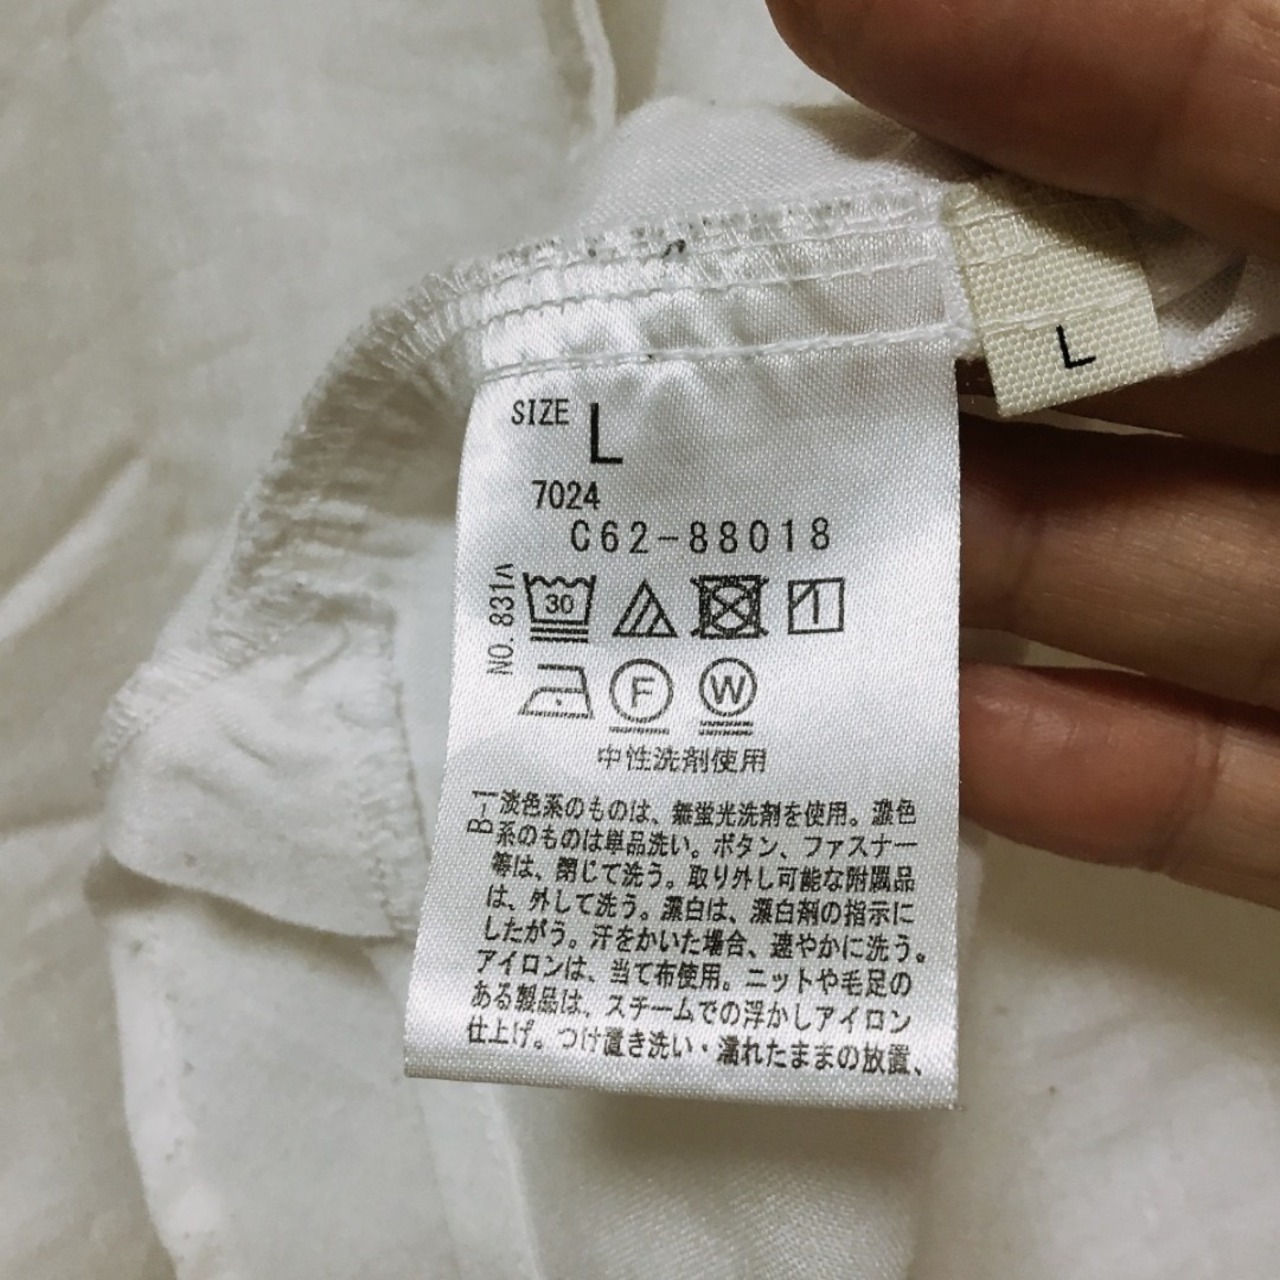 L
SIZE L
7024
C62-88018
NO.831A
30
F W
中性洗剤使用
B-1
淡色系のものは、無蛍光洗剤を使用。濃色
系のものは単品洗い。ボタン、ファスナー
等は、閉じて洗う。取り外し可能な附属品
は、外して洗う。漂白は、漂白剤の指示に
したがう。汗をかいた場合、速やかに洗う。
アイロンは、当て布使用。ニットや毛足の
ある製品は、スチームでの浮かしアイロン
仕上げ。つけ置き洗い・濡れたままの放置、